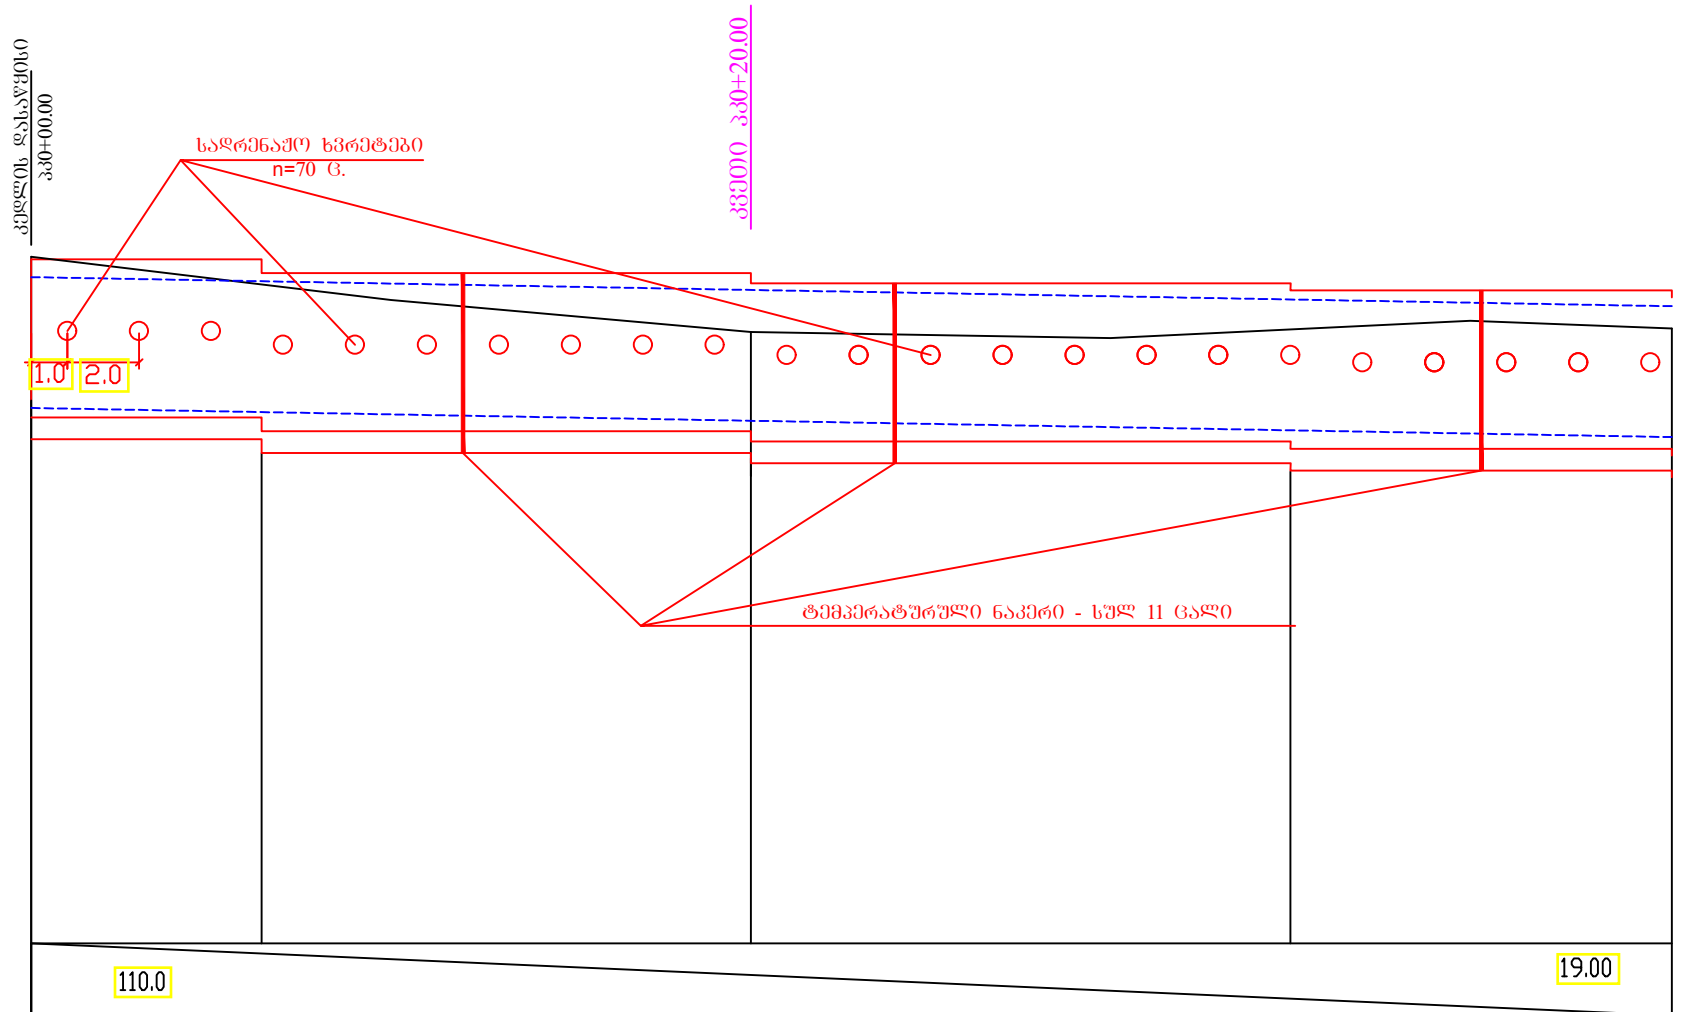 კედლის დასაწყისი
პკ0+00.00
კვეთი პკ0+20.00
სადრენაჟო ხვრეტები
n=70 ც.
1.0
2.0
ტემპერატურული ნაკერი - სულ 11 ცალი
110.0
19.00